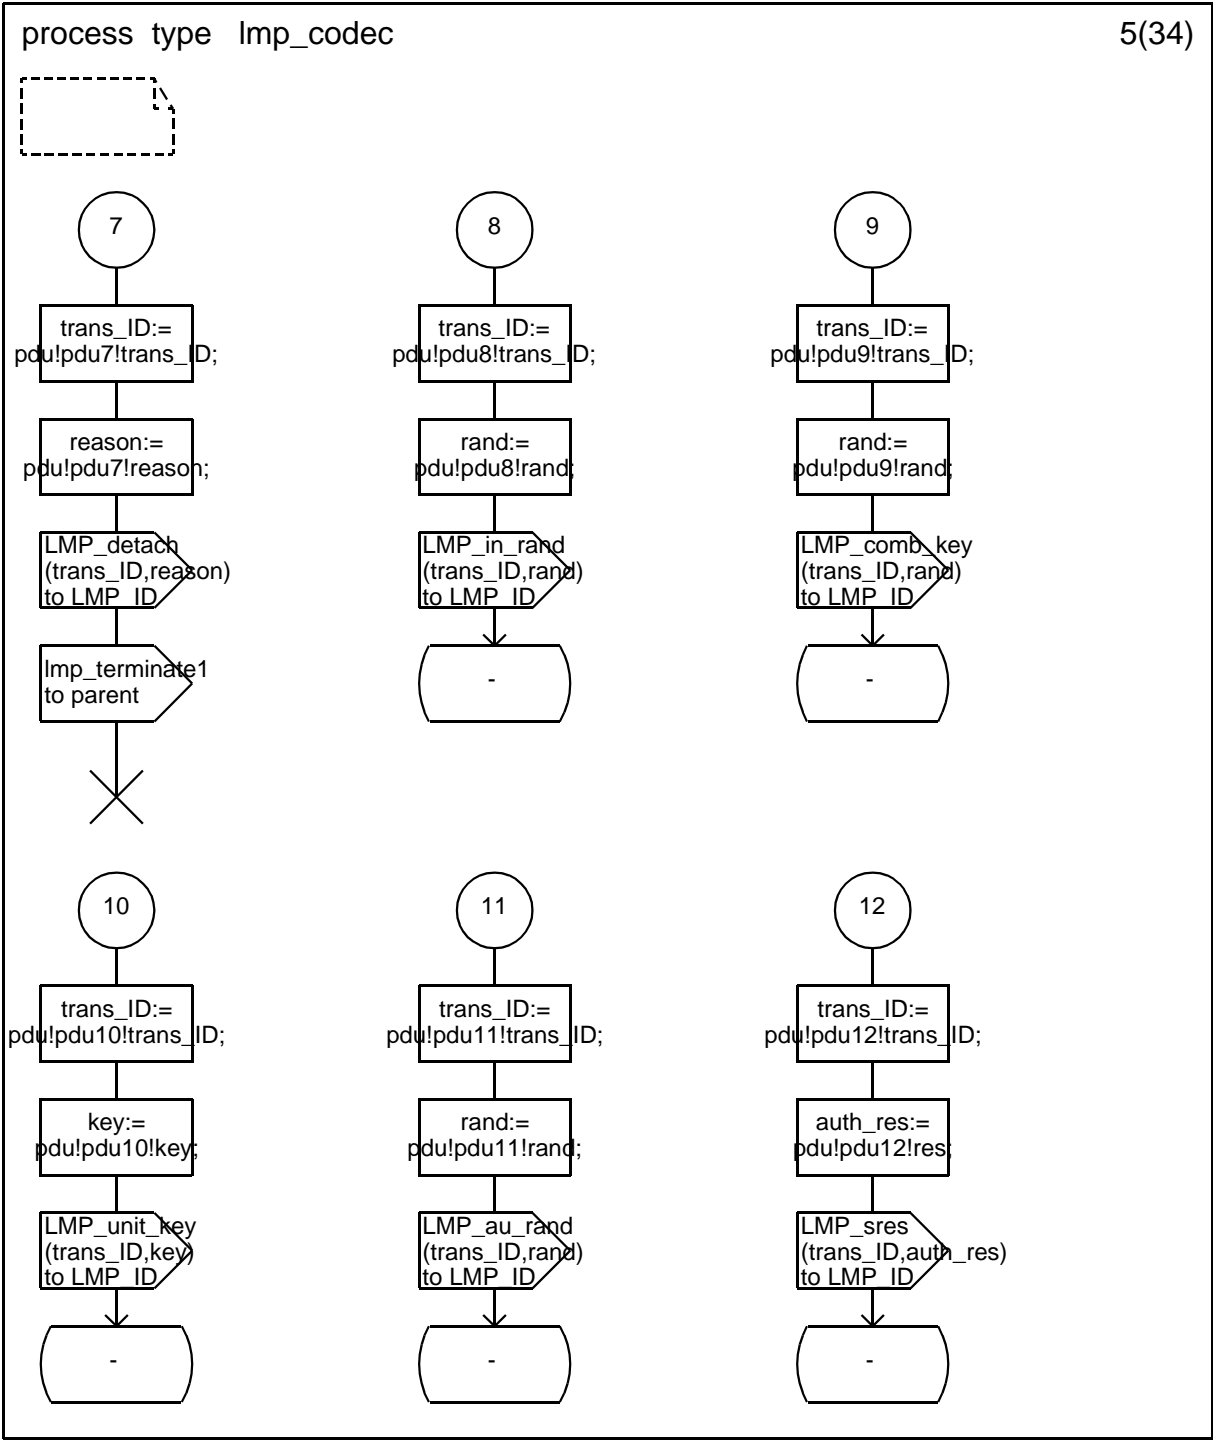 process type lmp_codec
5(34)
7
trans_ID:=
pdu!pdu7!trans_ID;
reason:=
pdu!pdu7!reason;
LMP_detach
(trans_ID,reason)
to LMP_ID
lmp_terminate1
to parent
8
trans_ID:=
pdu!pdu8!trans_ID;
rand:=
pdu!pdu8!rand;
LMP_in_rand
(trans_ID,rand)
to LMP_ID
-
9
trans_ID:=
pdu!pdu9!trans_ID;
rand:=
pdu!pdu9!rand;
LMP_comb_key
(trans_ID,rand)
to LMP_ID
-
10
trans_ID:=
pdu!pdu10!trans_ID;
key:=
pdu!pdu10!key;
LMP_unit_key
(trans_ID,key)
to LMP_ID
-
11
trans_ID:=
pdu!pdu11!trans_ID;
rand:=
pdu!pdu11!rand;
LMP_au_rand
(trans_ID,rand)
to LMP_ID
-
12
trans_ID:=
pdu!pdu12!trans_ID;
auth_res:=
pdu!pdu12!res;
LMP_sres
(trans_ID,auth_res)
to LMP_ID
-